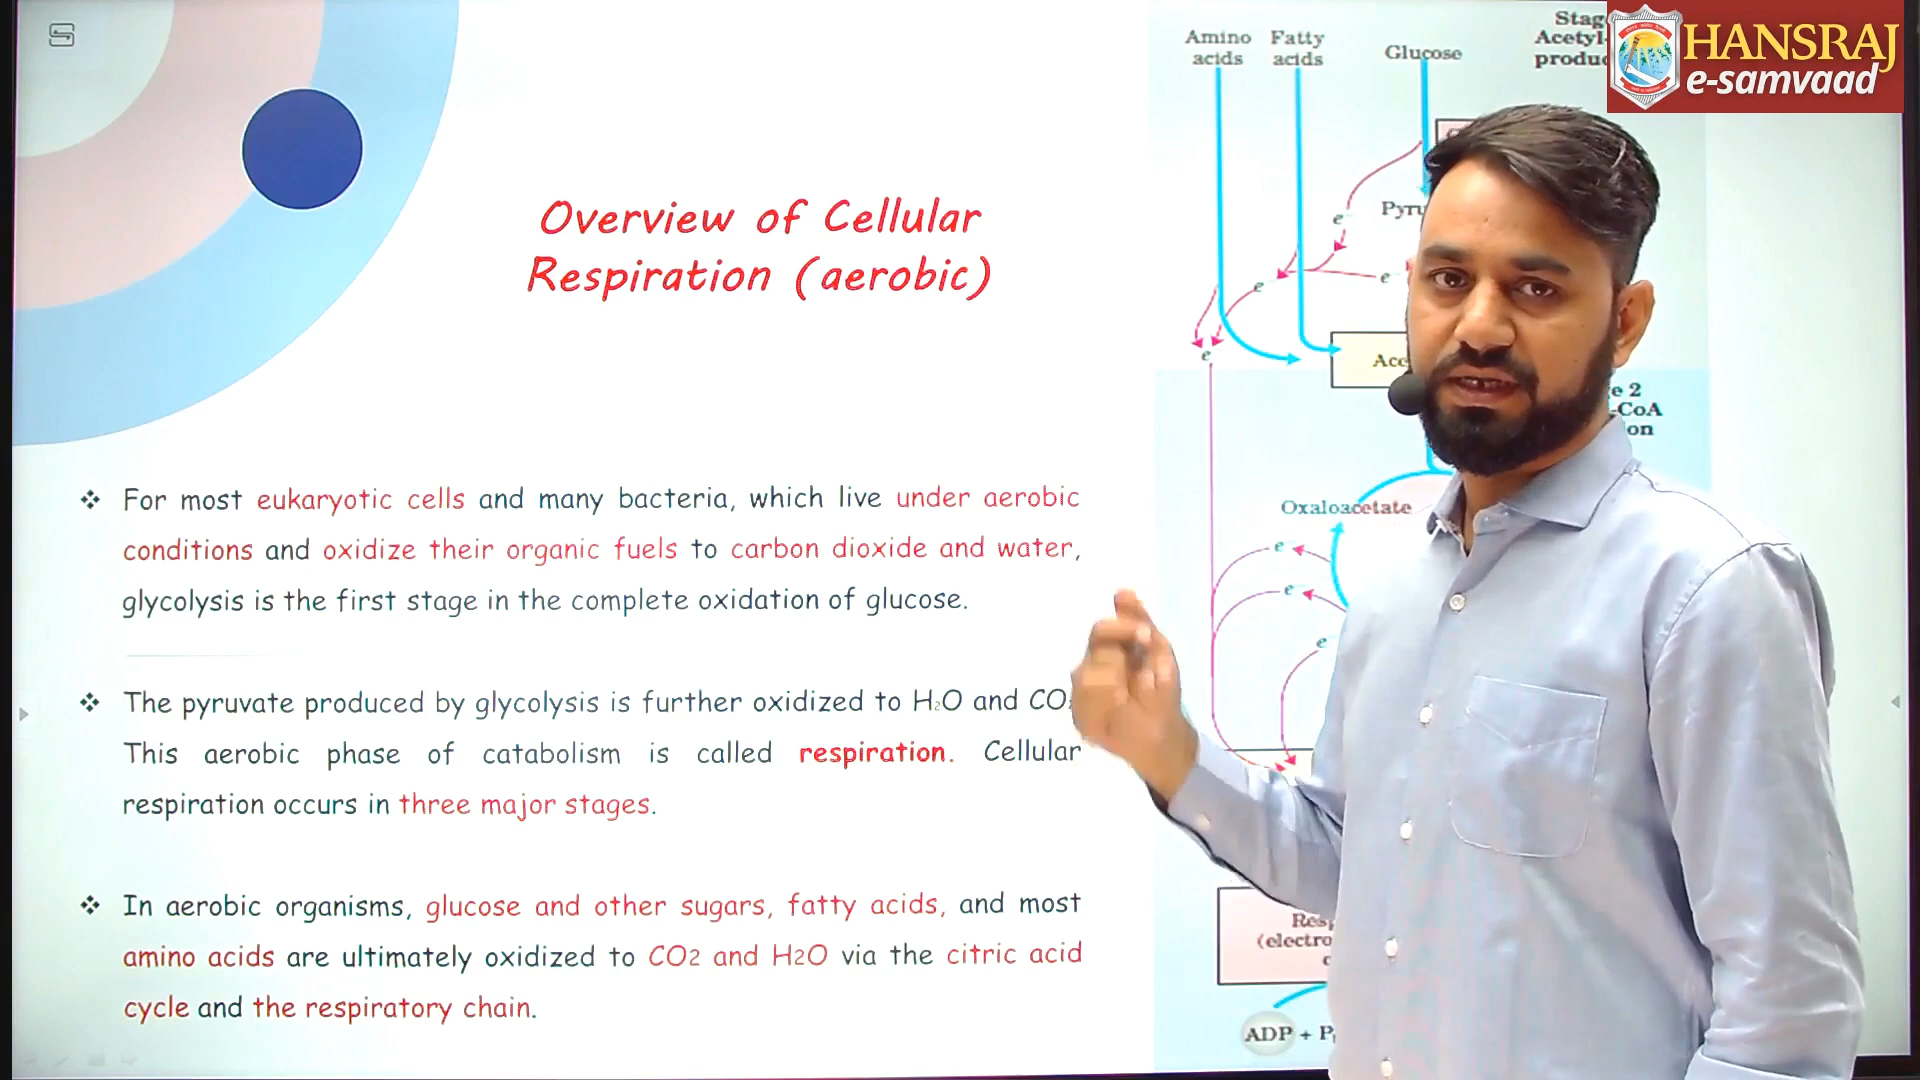 Amino
acids
Fatty
acids
Glucose
HANSRAJ
e-samvaad
Overview of Cellular
Respiration (aerobic)
e
e
e
e
e 2
-CoA
on
❖ For most eukaryotic cells and many bacteria, which live under aerobic
conditions and oxidize their organic fuels to carbon dioxide and water,
glycolysis is the first stage in the complete oxidation of glucose.
Oxaloacetate
e
e
e
❖ The pyruvate produced by glycolysis is further oxidized to H₂O and CO
This aerobic phase of catabolism is called respiration. Cellular
respiration occurs in three major stages.
❖ In aerobic organisms, glucose and other sugars, fatty acids, and most
amino acids are ultimately oxidized to CO2 and H2O via the citric acid
cycle and the respiratory chain.
(electro
ADP + P